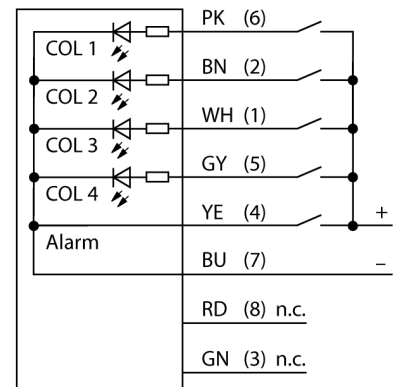 PK (6)
COL 1
BN (2)
COL 2
WH (1)
COL 3
GY (5)
COL 4
YE (4) +
Alarm
BU (7) –
RD (8) n.c.
GN (3) n.c.